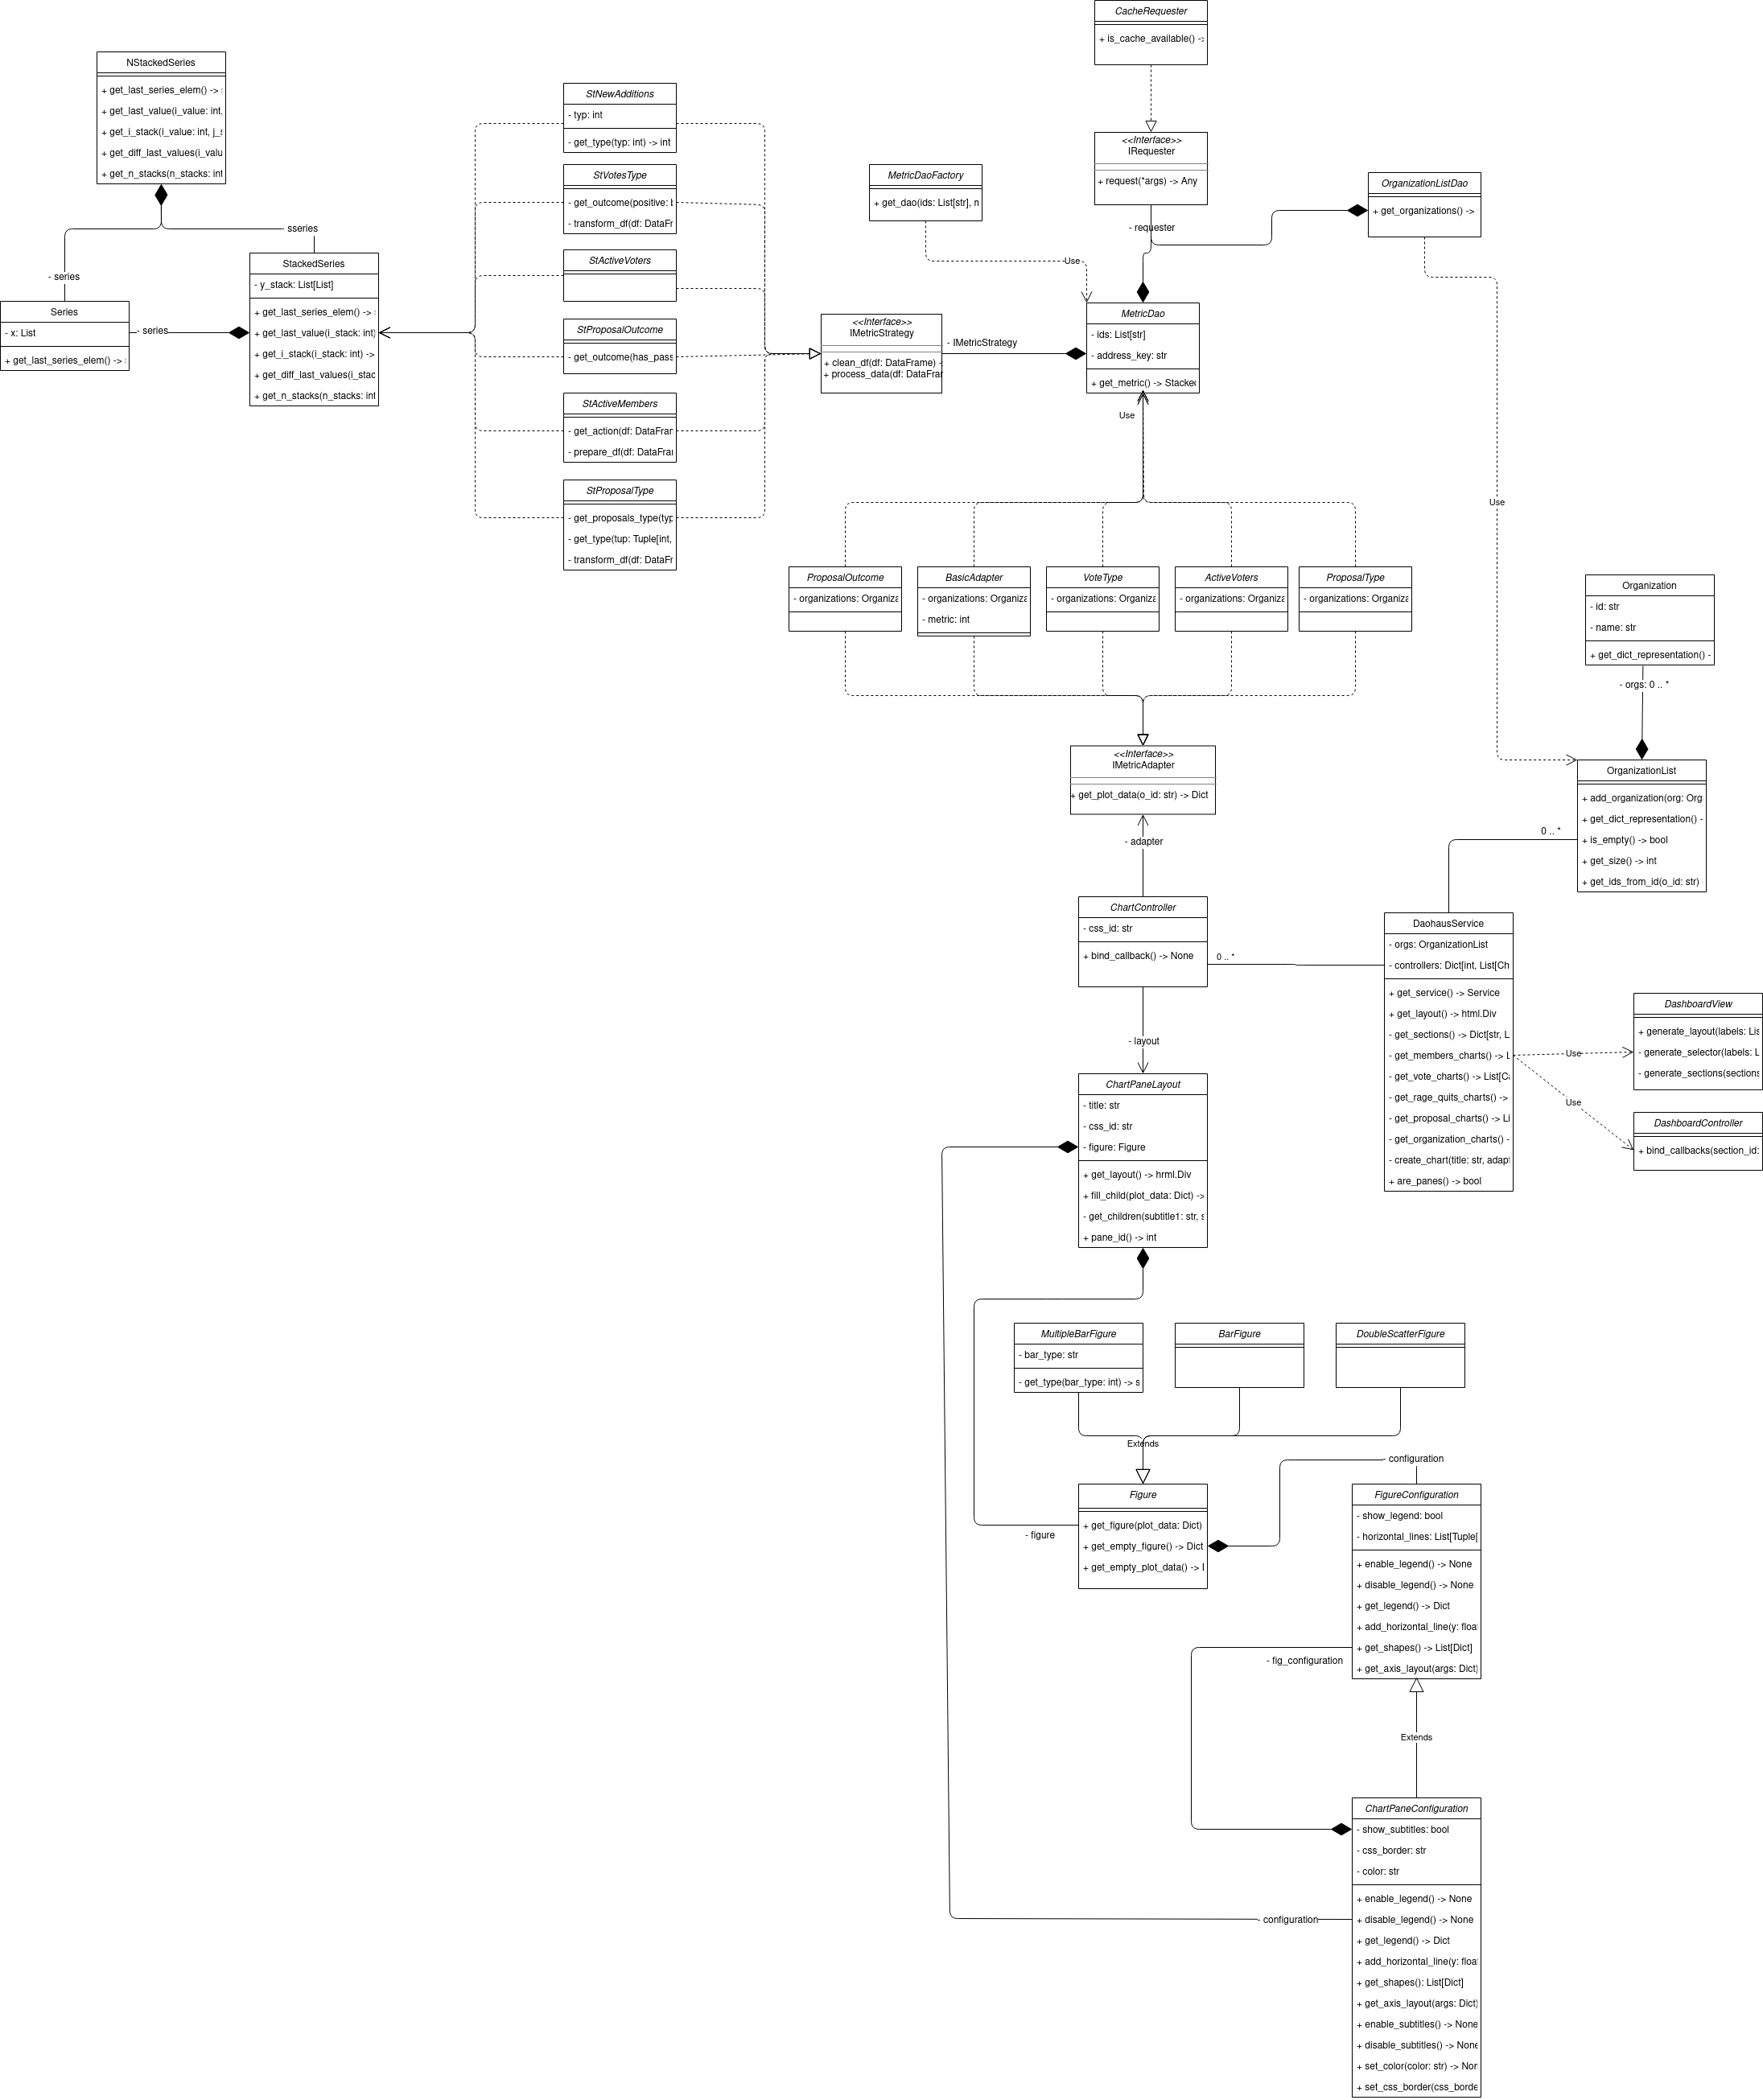 CacheRequester
+ is_cache_available() ->
NStackedSeries
+ get_last_series_elem() -> :
+ get_last_value(i_value: int,
+ get_i_stack(i_value: int, j_s
+ get_diff_last_values(i_valu
+ get_n_stacks(n_stacks: int
StNewAdditions
- typ: int
- get_type(typ: int) -> int
<<Interface>>
IRequester
+ request(*args) -> Any
StVotesType
- get_outcome(positive: b
- transform_df(df: DataFr
MetricDaoFactory
+ get_dao(ids: List[str], n
OrganizationListDao
+ get_organizations() ->
- requester
- sseries
Use
StackedSeries
- y_stack: List[List]
+ get_last_series_elem() -> :
+ get_last_value(i_stack: int)
+ get_i_stack(i_stack: int) ->
+ get_diff_last_values(i_stac
+ get_n_stacks(n_stacks: int
- series
Series
- x: List
+ get_last_series_elem() -> :
- series
StActiveVoters
StProposalOutcome
- get_outcome(has_pass
StActiveMembers
- get_action(df: DataFran
- prepare_df(df: DataFrai
StProposalType
- get_proposals_type(typ
- get_type(tup: Tuple[int,
- transform_df(df: DataFr
<<Interface>>
IMetricStrategy
+ clean_df(df: DataFrame) -
+ process_data(df: DataFrar
- IMetricStrategy
MetricDao
- ids: List[str]
- address_key: str
+ get_metric() -> Stacke
Use
Use
ProposalOutcome
- organizations: Organiza
BasicAdapter
- organizations: Organiza
- metric: int
VoteType
- organizations: Organiza
ActiveVoters
- organizations: Organiza
ProposalType
- organizations: Organiza
Organization
- id: str
- name: str
+ get_dict_representation() -
- orgs: 0 .. *
<<Interface>>
IMetricAdapter
+ get_plot_data(o_id: str) -> Dict
OrganizationList
+ add_organization(org: Org
+ get_dict_representation() -
+ is_empty() -> bool
+ get_size() -> int
+ get_ids_from_id(o_id: str)
0 .. *
- adapter
ChartController
- css_id: str
+ bind_callback() -> None
0 .. *
DaohausService
- orgs: OrganizationList
- controllers: Dict[int, List[Ch
+ get_service() -> Service
+ get_layout() -> html.Div
- get_sections() -> Dict[str, L
- get_members_charts() -> L
- get_vote_charts() -> List[Ca
- get_rage_quits_charts() ->
- get_proposal_charts() -> Li
- get_organization_charts() -
- create_chart(title: str, adapt
+ are_panes() -> bool
DashboardView
+ generate_layout(labels: Lis
- generate_selector(labels: L
- generate_sections(sections
Use
Use
DashboardController
+ bind_callbacks(section_id:
- layout
ChartPaneLayout
- title: str
- css_id: str
- figure: Figure
+ get_layout() -> hrml.Div
+ fill_child(plot_data: Dict) ->
- get_children(subtitle1: str, s
+ pane_id() -> int
MultipleBarFigure
- bar_type: str
- get_type(bar_type: int) -> s
BarFigure
DoubleScatterFigure
Extends
- configuration
Figure
+ get_figure(plot_data: Dict)
+ get_empty_figure() -> Dict
+ get_empty_plot_data() -> I
- figure
FigureConfiguration
- show_legend: bool
- horizontal_lines: List[Tuple[
+ enable_legend() -> None
+ disable_legend() -> None
+ get_legend() -> Dict
+ add_horizontal_line(y: floa
+ get_shapes() -> List[Dict]
+ get_axis_layout(args: Dict)
- fig_configuration
Extends
ChartPaneConfiguration
- show_subtitles: bool
- css_border: str
- color: str
+ enable_legend() -> None
+ disable_legend() -> None
+ get_legend() -> Dict
+ add_horizontal_line(y: floa
+ get_shapes(): List[Dict]
+ get_axis_layout(args: Dict)
+ enable_subtitles() -> None
+ disable_subtitles() -> None
+ set_color(color: str) -> Nor
+ set_css_border(css_borde
- configuration